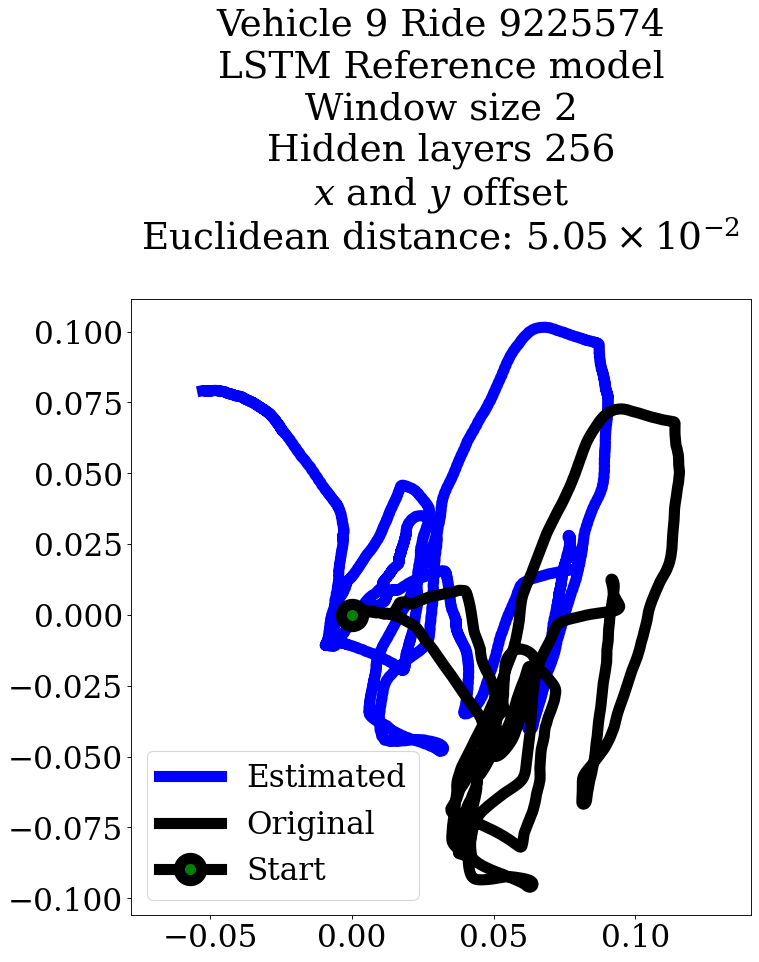 Vehicle 9 Ride 9225574
LSTM Reference model
Window size 2
Hidden layers 256
x and y offset
Euclidean distance: 5.05 × 10⁻²
0.100
0.075
0.050
0.025
0.000
−0.025
−0.050
−0.075
−0.100
Estimated
Original
Start
−0.05 0.00 0.05 0.10